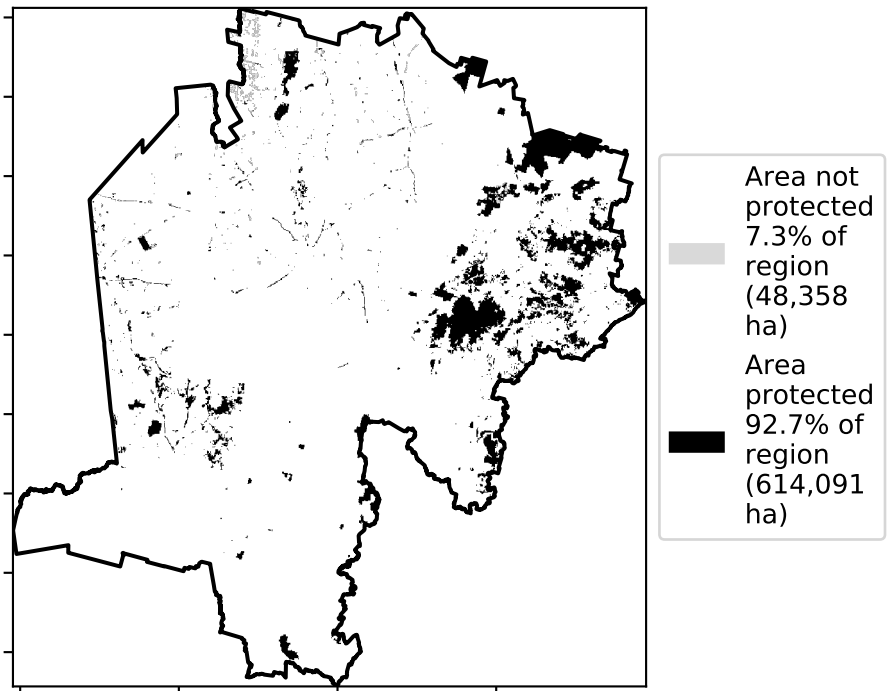 Area not
protected
7.3% of
region
(48,358
ha)
Area
protected
92.7% of
region
(614,091
ha)